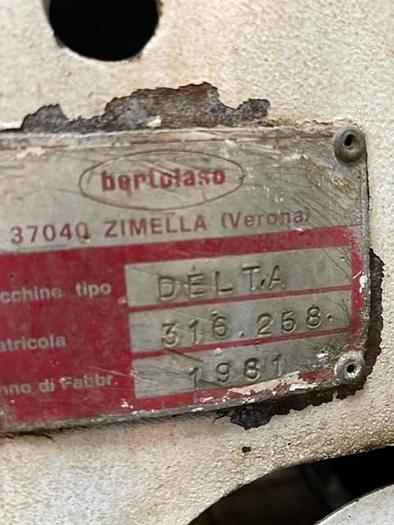 bertolaso
37040 ZIMELLA (Verona)
cchine tipo DELTA
atricola 316.258.
nno di Fabbr. 1981